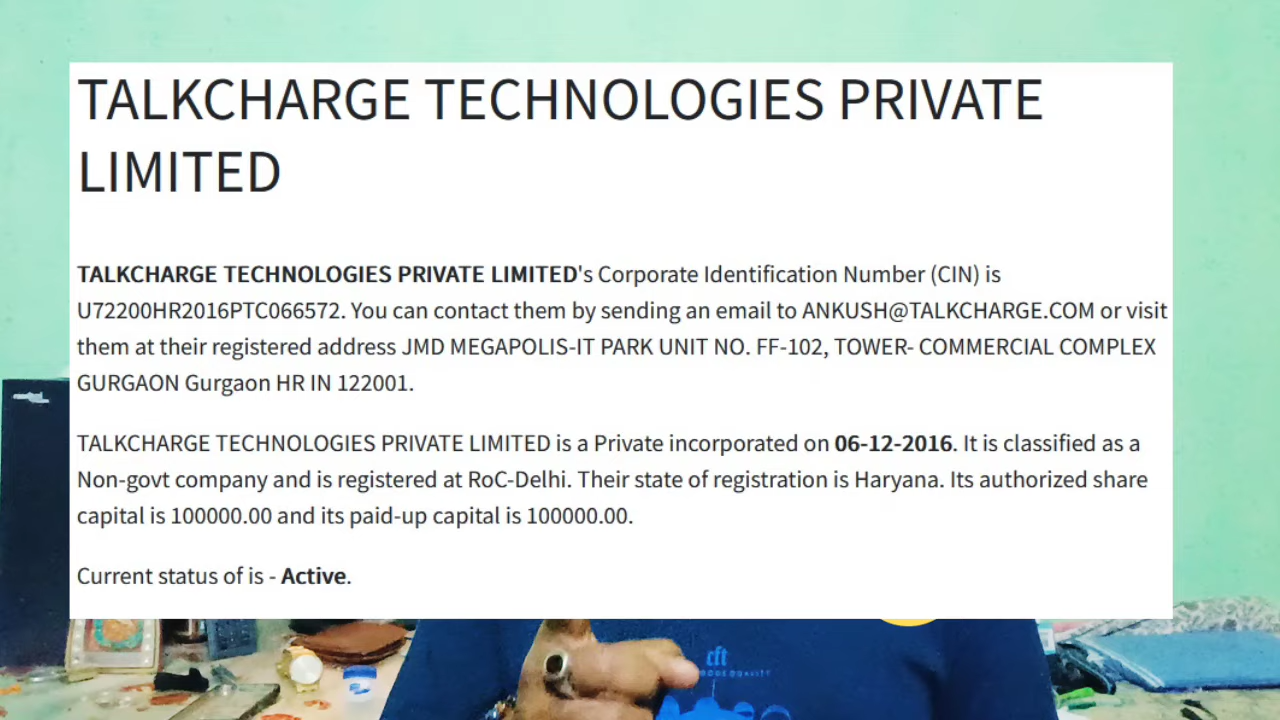 TALKCHARGE TECHNOLOGIES PRIVATE
LIMITED
TALKCHARGE TECHNOLOGIES PRIVATE LIMITED's Corporate Identification Number (CIN) is
U72200HR2016PTC066572. You can contact them by sending an email to ANKUSH@TALKCHARGE.COM or visit
them at their registered address JMD MEGAPOLIS-IT PARK UNIT NO. FF-102, TOWER- COMMERCIAL COMPLEX
GURGAON Gurgaon HR IN 122001.
TALKCHARGE TECHNOLOGIES PRIVATE LIMITED is a Private incorporated on 06-12-2016. It is classified as a
Non-govt company and is registered at RoC-Delhi. Their state of registration is Haryana. Its authorized share
capital is 100000.00 and its paid-up capital is 100000.00.
Current status of is - Active.
cft
QUALITY